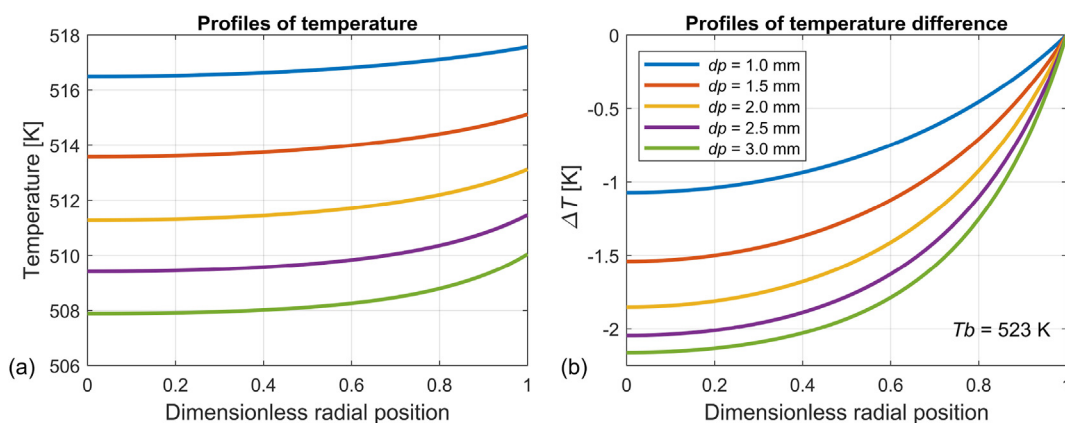 Profiles of temperature
518
516
514
512
510
508
506
Temperature [K]
0
0.2
0.4
0.6
0.8
1
Dimensionless radial position
(a)
Profiles of temperature difference
0
-0.5
-1
-1.5
-2
ΔT [K]
dp = 1.0 mm
dp = 1.5 mm
dp = 2.0 mm
dp = 2.5 mm
dp = 3.0 mm
Tb = 523 K
0
0.2
0.4
0.6
0.8
1
Dimensionless radial position
(b)